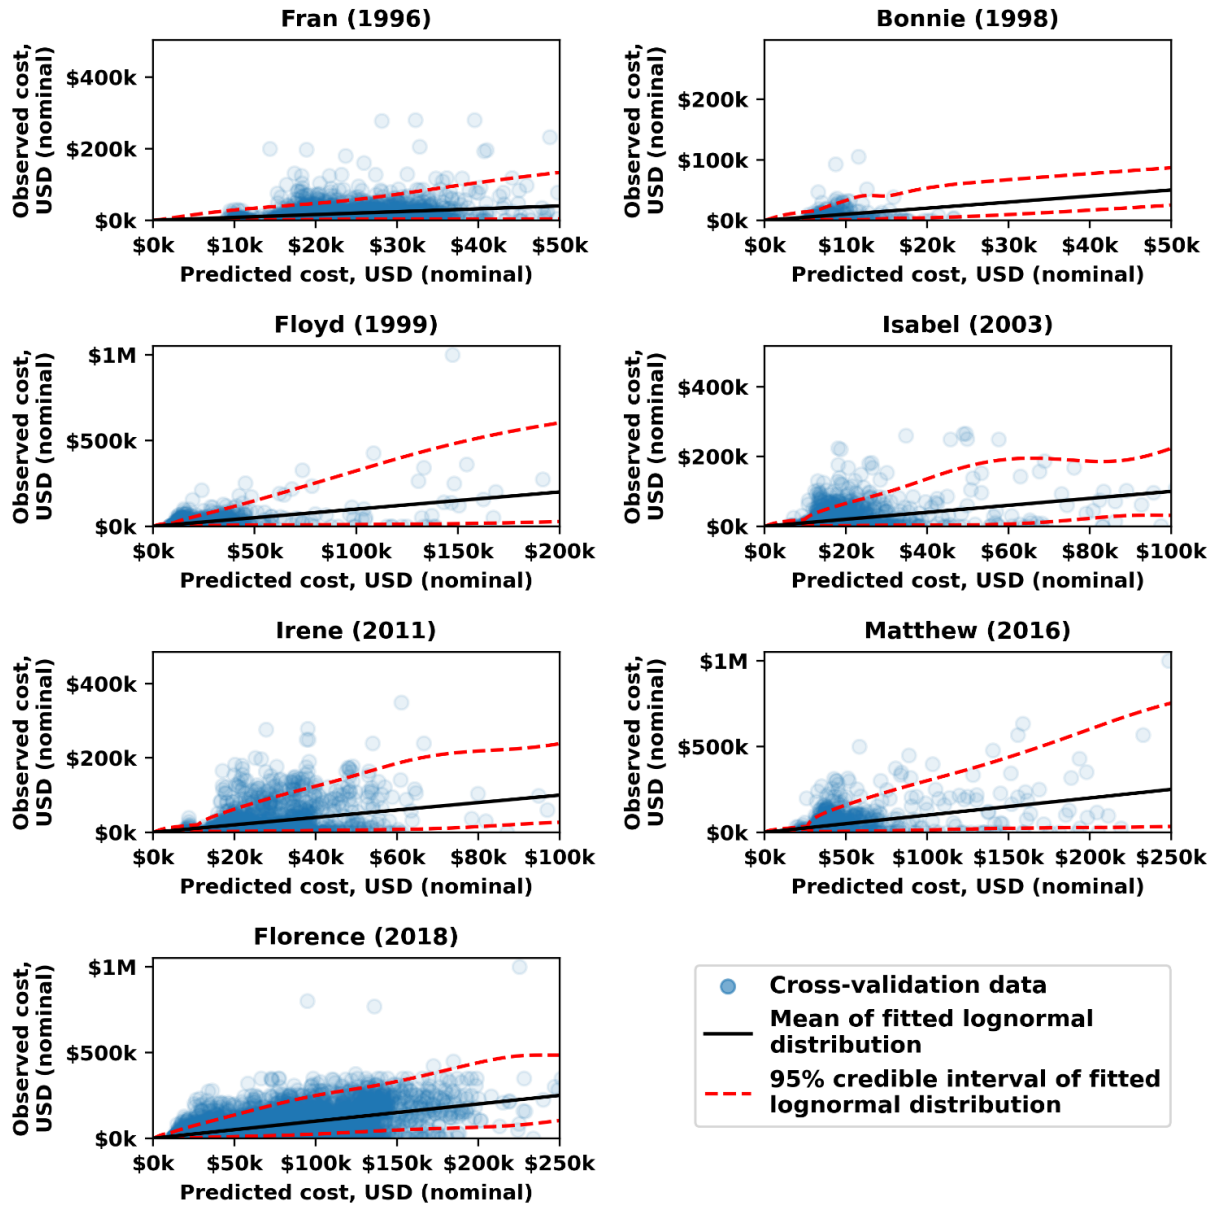 Fran (1996)
Observed cost,
USD (nominal)
$400k
$200k
$0k
$0k $10k $20k $30k $40k $50k
Predicted cost, USD (nominal)
Bonnie (1998)
Observed cost,
USD (nominal)
$200k
$100k
$0k
$0k $10k $20k $30k $40k $50k
Predicted cost, USD (nominal)
Floyd (1999)
Observed cost,
USD (nominal)
$1M
$500k
$0k
$0k $50k $100k $150k $200k
Predicted cost, USD (nominal)
Isabel (2003)
Observed cost,
USD (nominal)
$400k
$200k
$0k
$0k $20k $40k $60k $80k $100k
Predicted cost, USD (nominal)
Irene (2011)
Observed cost,
USD (nominal)
$400k
$200k
$0k
$0k $20k $40k $60k $80k $100k
Predicted cost, USD (nominal)
Matthew (2016)
Observed cost,
USD (nominal)
$1M
$500k
$0k
$0k $50k $100k $150k $200k $250k
Predicted cost, USD (nominal)
Florence (2018)
Observed cost,
USD (nominal)
$1M
$500k
$0k
$0k $50k $100k $150k $200k $250k
Predicted cost, USD (nominal)
Cross-validation data
Mean of fitted lognormal
distribution
95% credible interval of fitted
lognormal distribution